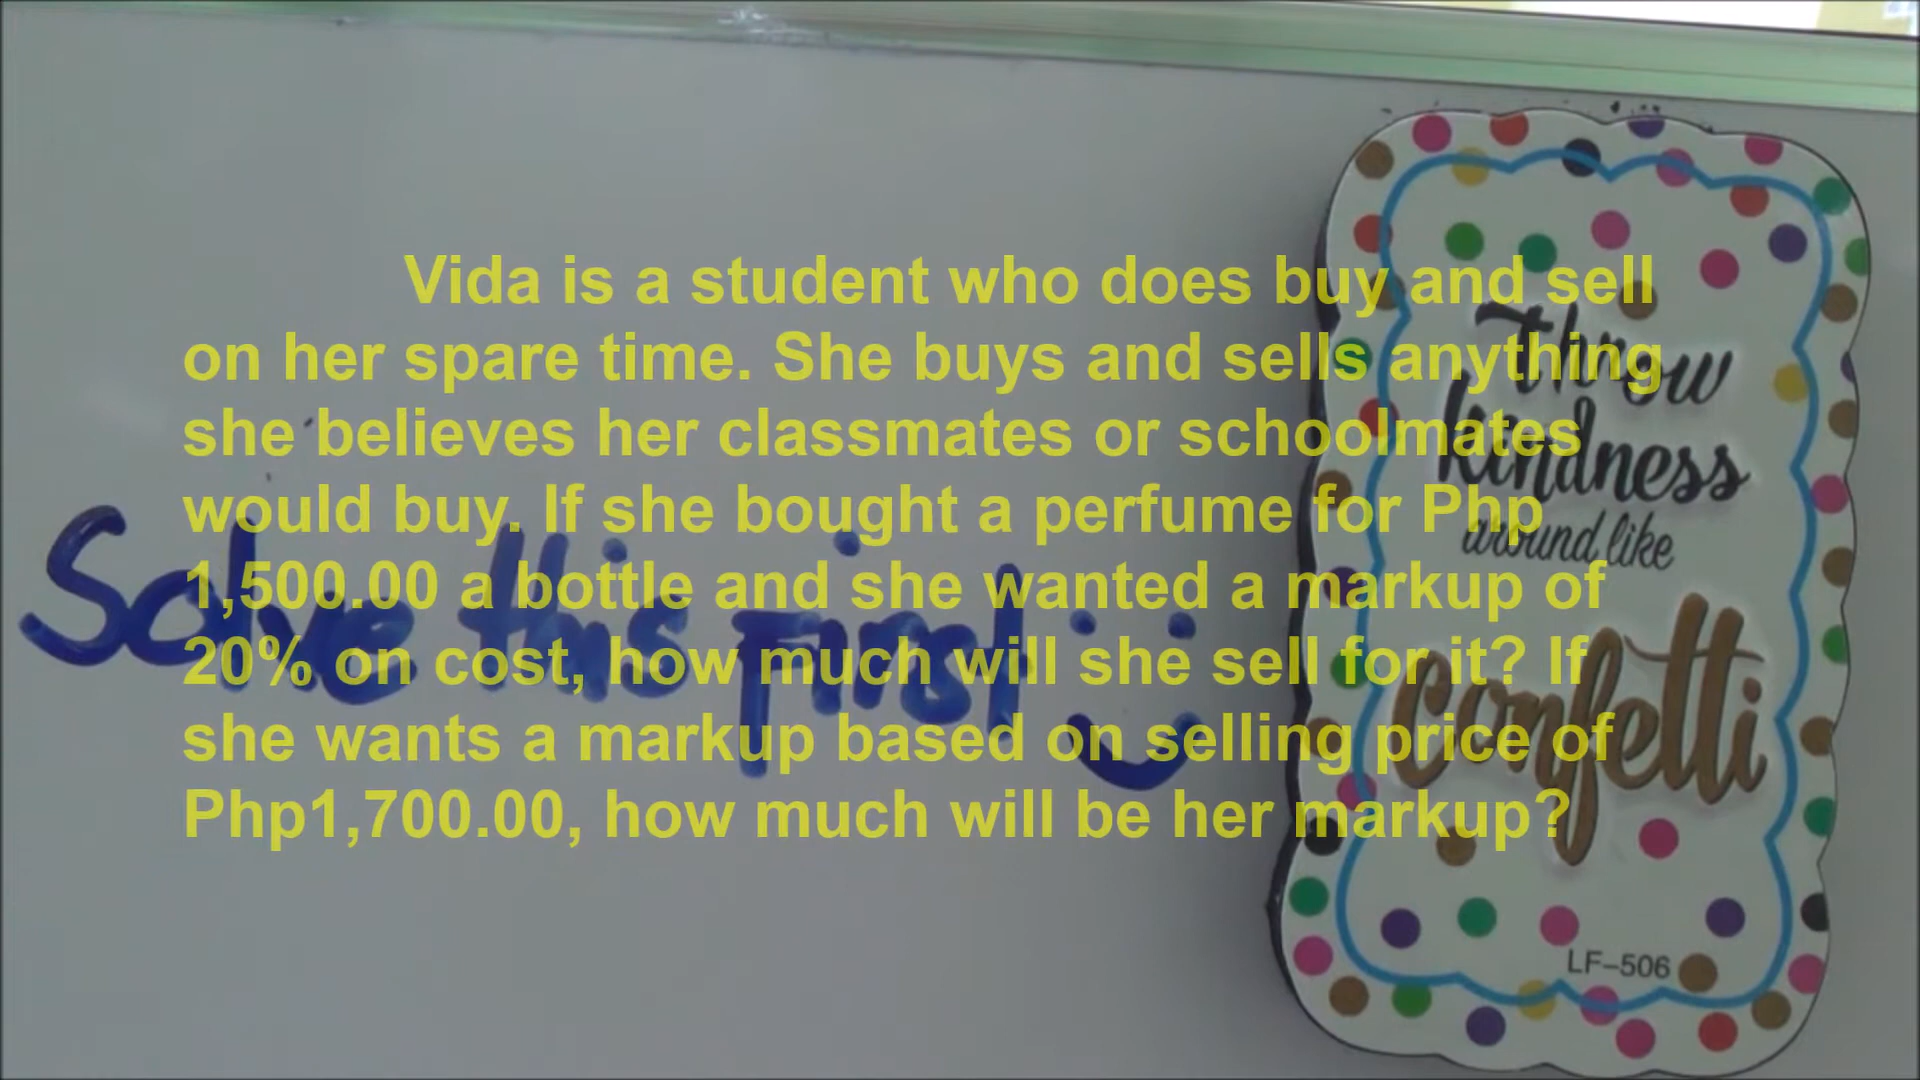 Vida is a student who does buy and sell
on her spare time. She buys and sells anything
she believes her classmates or schoolmates
would buy. If she bought a perfume for Php
1,500.00 a bottle and she wanted a markup of
20% on cost, how much will she sell for it? If
she wants a markup based on selling price of
Php1,700.00, how much will be her markup?
Solve this First
throw
kindness
around like
confetti
LF-506